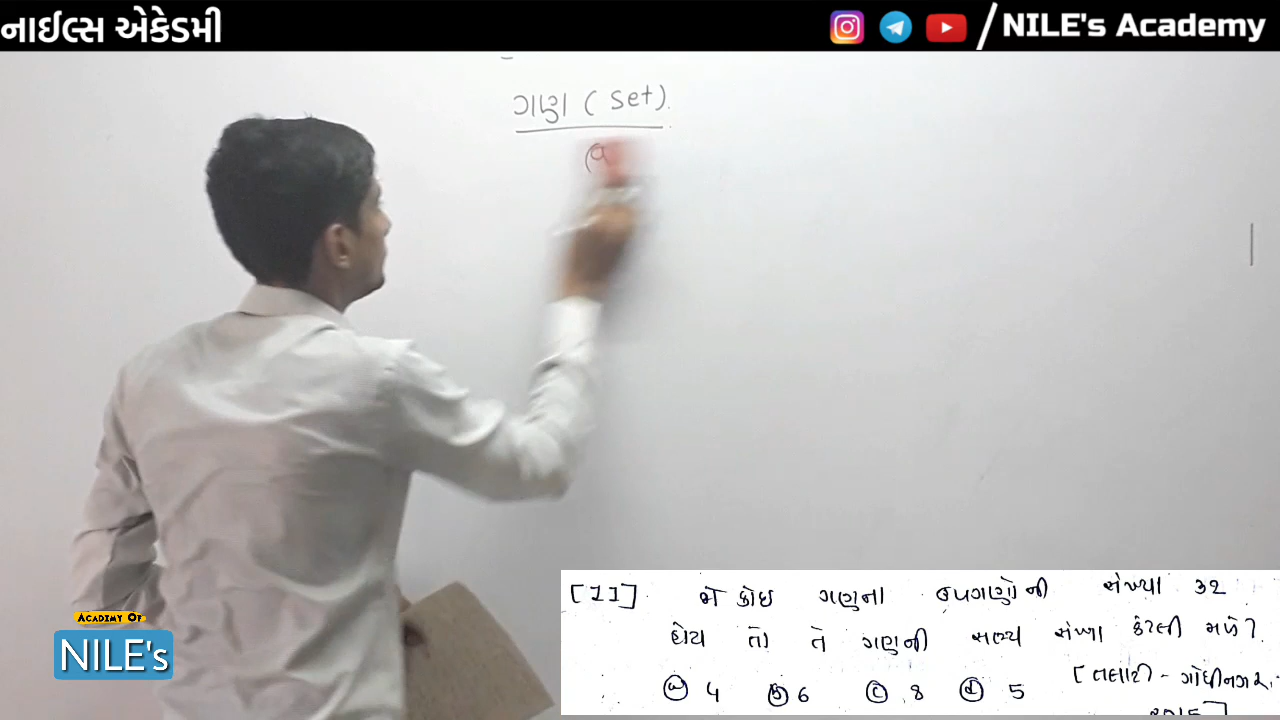 નાઈલ્સ એકેડમી
/NILE's Academy
ગણ (Set).
(a
[11] જો કોઇ ગણના ઉપગણોની સંખ્યા ૩૨
હોય તો તે ગણની સભ્ય સંખ્યા કેટલી મળે?
(a) 4 (b) 6 (c) 8 (d) 5 [તલાટી - ગાંધીનગર.
ACADEMY OF
NILE's